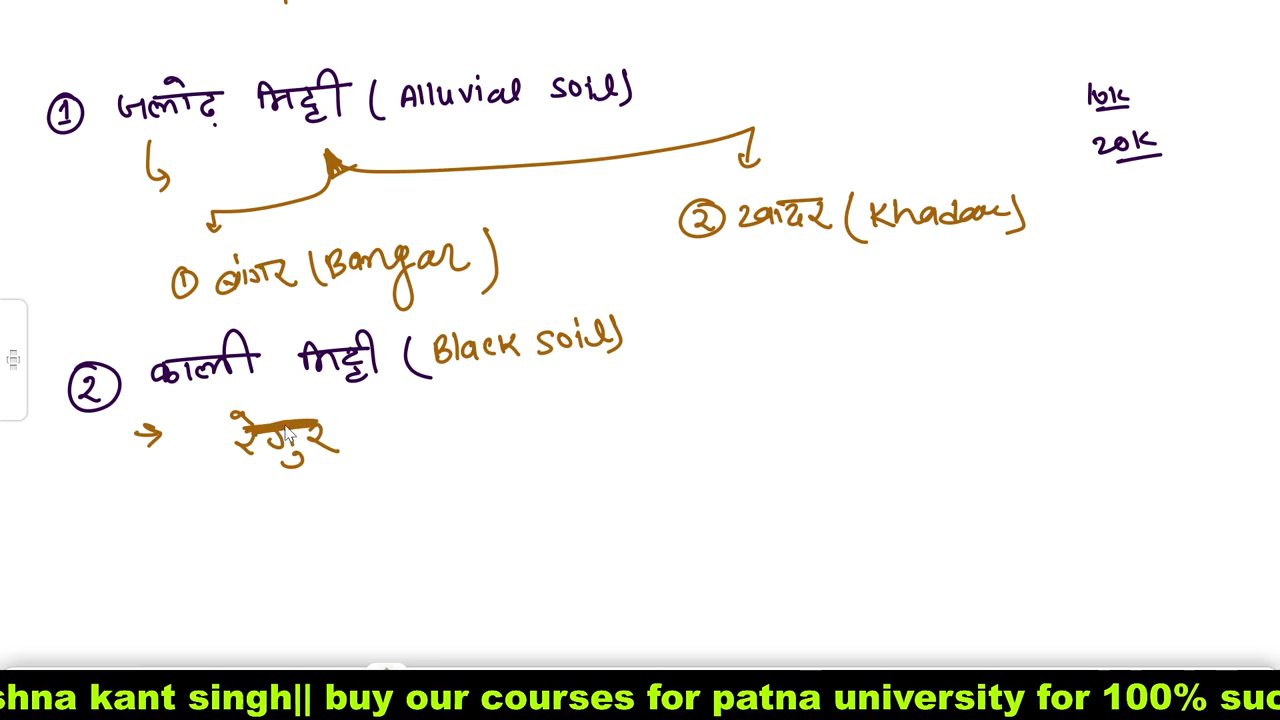 ① जलोढ़ मिट्टी (Alluvial soil)
10k
20k
① बांगर (Bangar)
② खादर (Khadar)
② काली मिट्टी (Black soil)
→ रेगुर
shna kant singh|| buy our courses for patna university for 100% suc